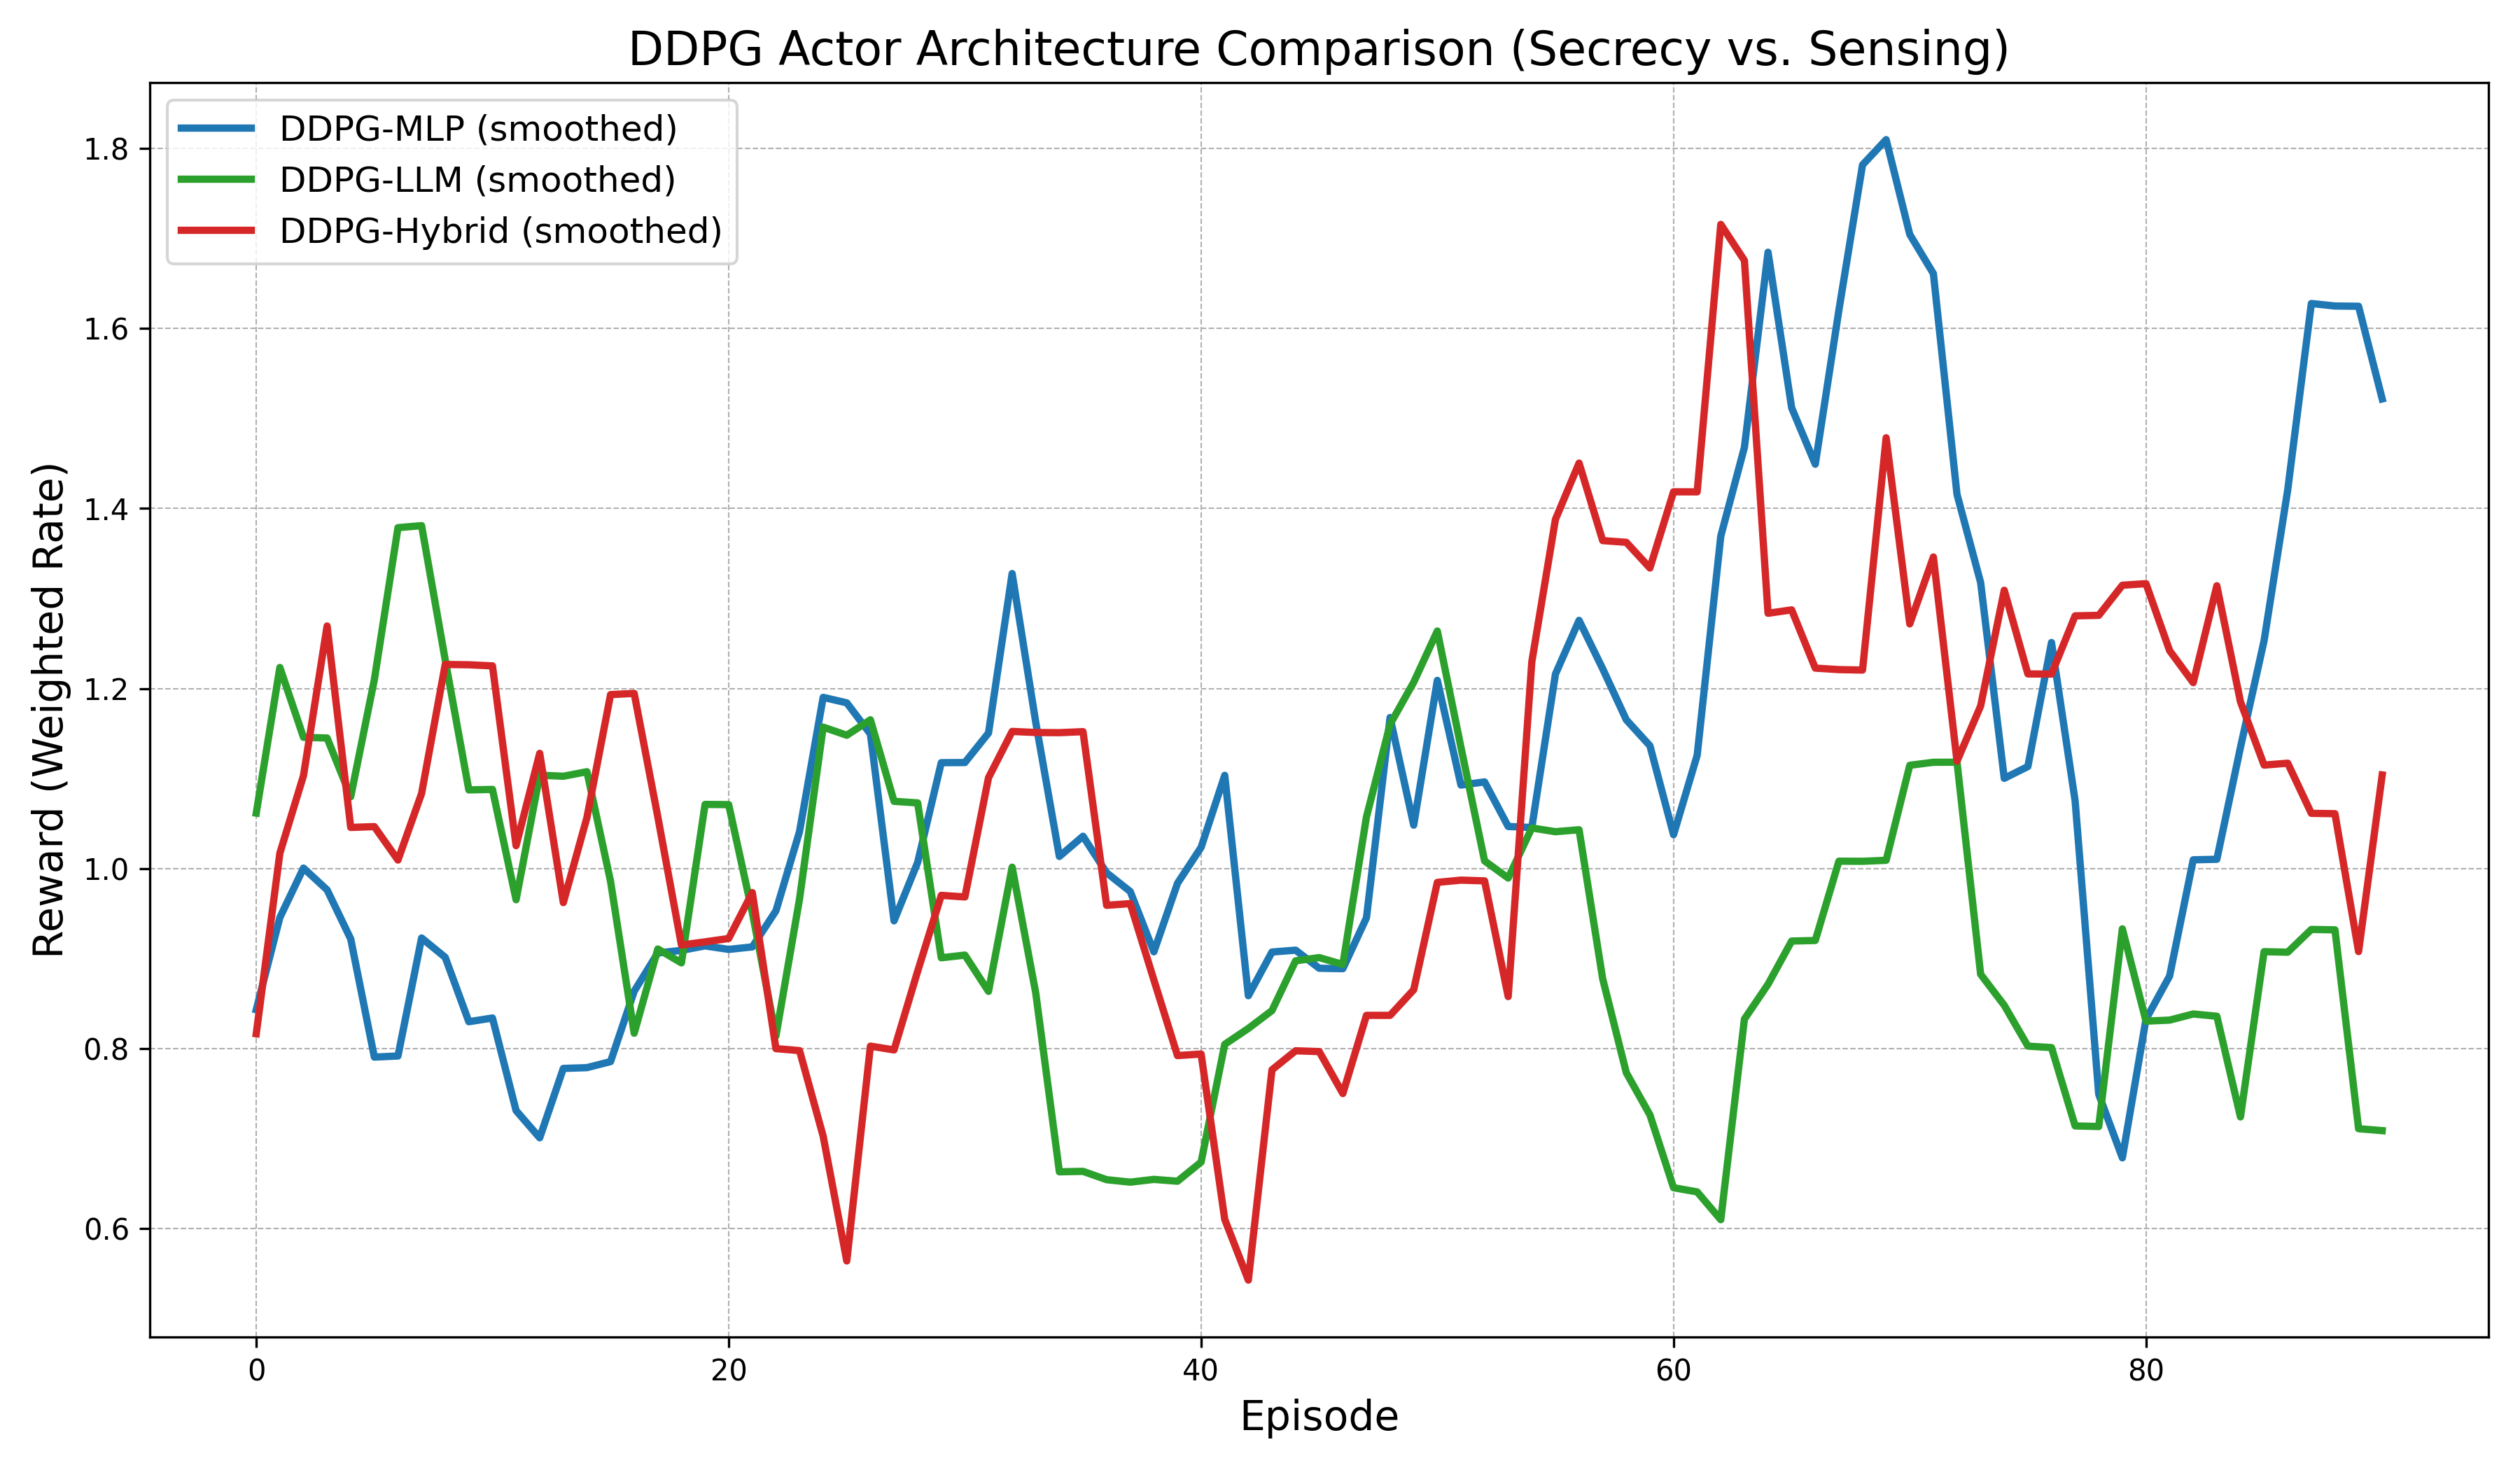 DDPG Actor Architecture Comparison (Secrecy vs. Sensing)
DDPG-MLP (smoothed)
DDPG-LLM (smoothed)
DDPG-Hybrid (smoothed)
Reward (Weighted Rate)
1.8
1.6
1.4
1.2
1.0
0.8
0.6
0 20 40 60 80
Episode